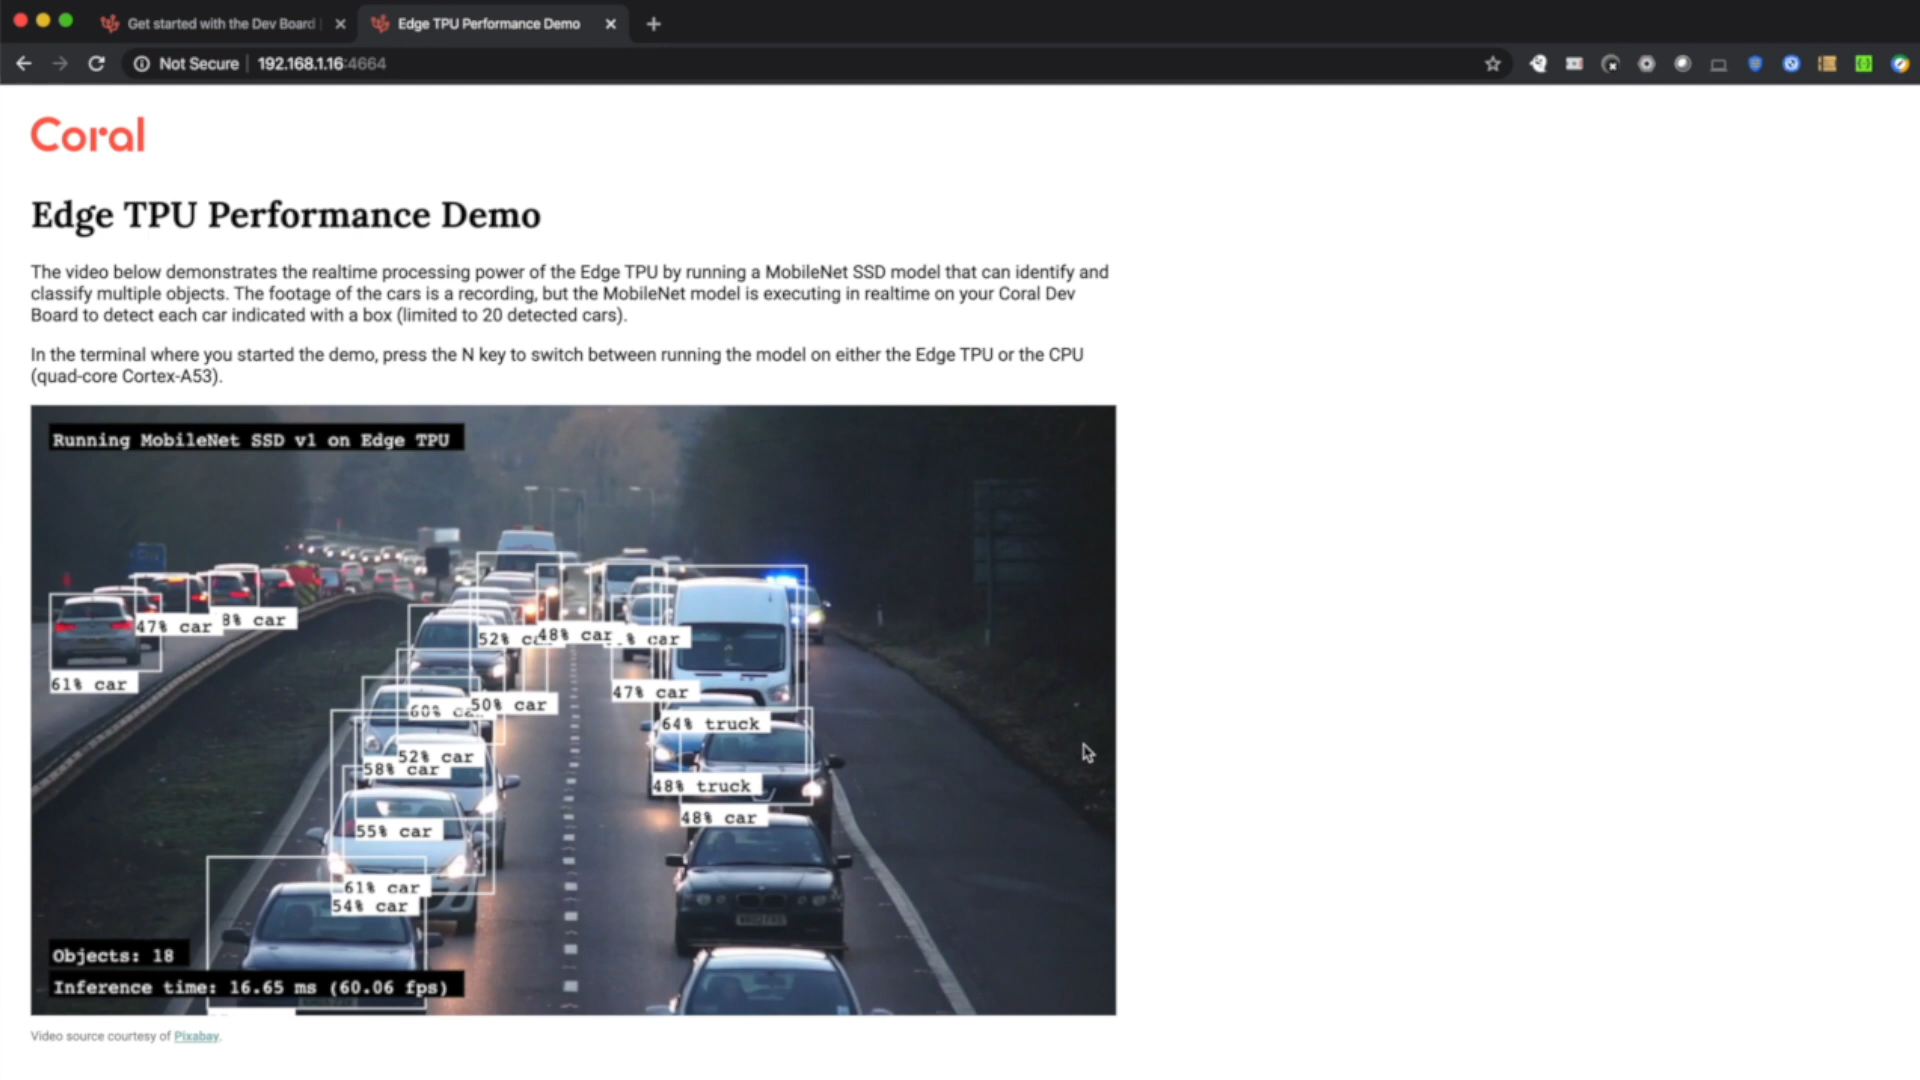 Get started with the Dev Board
Edge TPU Performance Demo
Not Secure
192.168.1.16:4664
Coral
Edge TPU Performance Demo
The video below demonstrates the realtime processing power of the Edge TPU by running a MobileNet SSD model that can identify and
classify multiple objects. The footage of the cars is a recording, but the MobileNet model is executing in realtime on your Coral Dev
Board to detect each car indicated with a box (limited to 20 detected cars).
In the terminal where you started the demo, press the N key to switch between running the model on either the Edge TPU or the CPU
(quad-core Cortex-A53).
Running MobileNet SSD v1 on Edge TPU
47% car
8% car
61% car
52%
48% car
% car
47% car
60%
50% car
64% truck
52% car
58% car
48% truck
48% car
55% car
61% car
54% car
Objects: 18
Inference time: 16.65 ms (60.06 fps)
Video source courtesy of Pixabay.